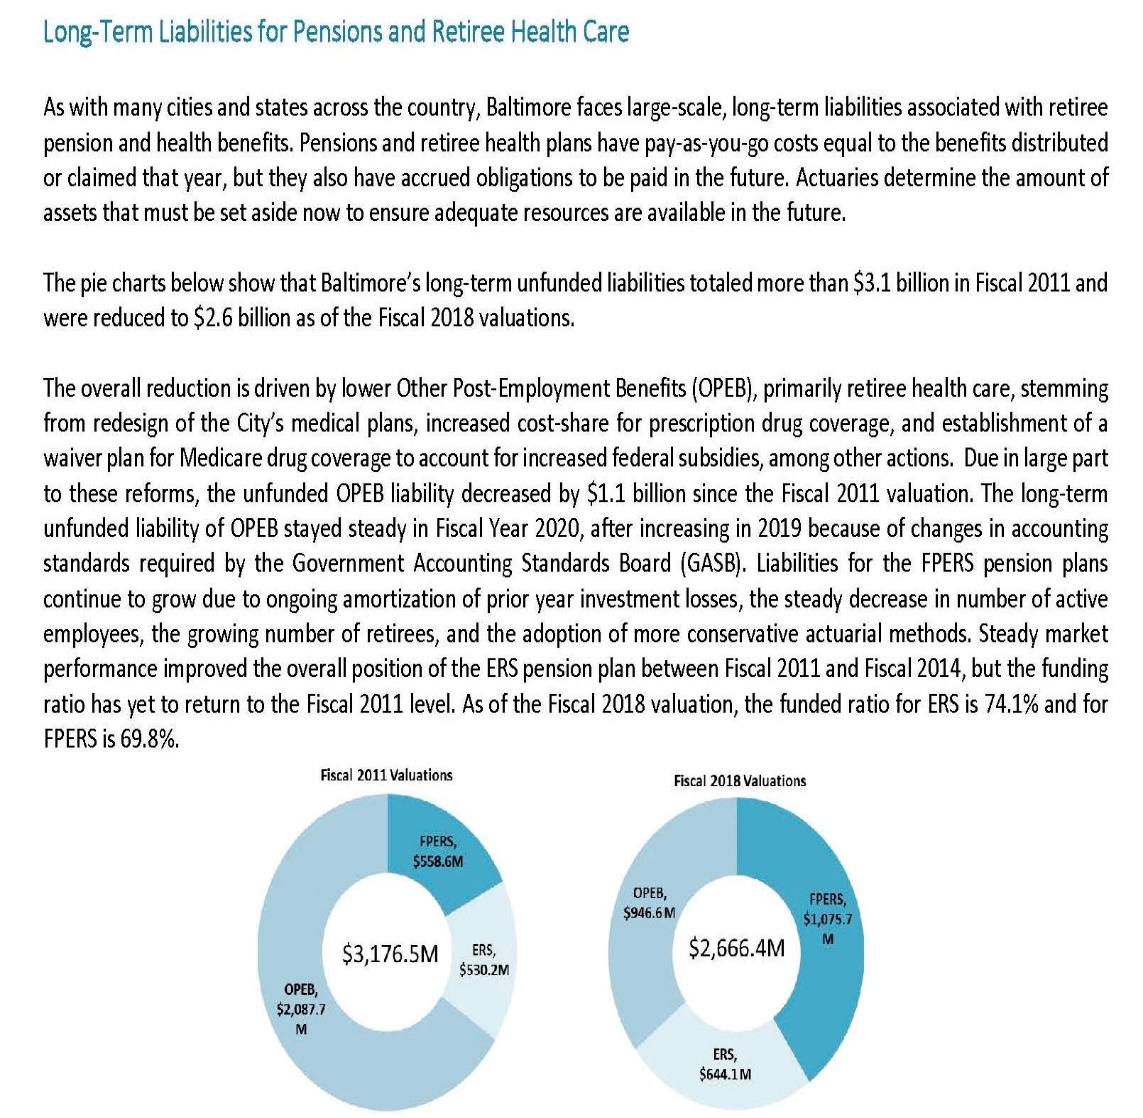 Long-Term Liabilities for Pensions and Retiree Health Care
As with many cities and states across the country, Baltimore faces large-scale, long-term liabilities associated with retiree
pension and health benefits. Pensions and retiree health plans have pay-as-you-go costs equal to the benefits distributed
or claimed that year, but they also have accrued obligations to be paid in the future. Actuaries determine the amount of
assets that must be set aside now to ensure adequate resources are available in the future.
The pie charts below show that Baltimore's long-term unfunded liabilities totaled more than $3.1 billion in Fiscal 2011 and
were reduced to $2.6 billion as of the Fiscal 2018 valuations.
The overall reduction is driven by lower Other Post-Employment Benefits (OPEB), primarily retiree health care, stemming
from redesign of the City's medical plans, increased cost-share for prescription drug coverage, and establishment of a
waiver plan for Medicare drug coverage to account for increased federal subsidies, among other actions. Due in large part
to these reforms, the unfunded OPEB liability decreased by $1.1 billion since the Fiscal 2011 valuation. The long-term
unfunded liability of OPEB stayed steady in Fiscal Year 2020, after increasing in 2019 because of changes in accounting
standards required by the Government Accounting Standards Board (GASB). Liabilities for the FPERS pension plans
continue to grow due to ongoing amortization of prior year investment losses, the steady decrease in number of active
employees, the growing number of retirees, and the adoption of more conservative actuarial methods. Steady market
performance improved the overall position of the ERS pension plan between Fiscal 2011 and Fiscal 2014, but the funding
ratio has yet to return to the Fiscal 2011 level. As of the Fiscal 2018 valuation, the funded ratio for ERS is 74.1% and for
FPERS is 69.8%.
Fiscal 2011 Valuations
FPERS,
$558.6M
ERS,
$530.2M
OPEB,
$2,087.7
M
$3,176.5M
Fiscal 2018 Valuations
OPEB,
$946.6M
FPERS,
$1,075.7
M
$2,666.4M
ERS,
$644.1M